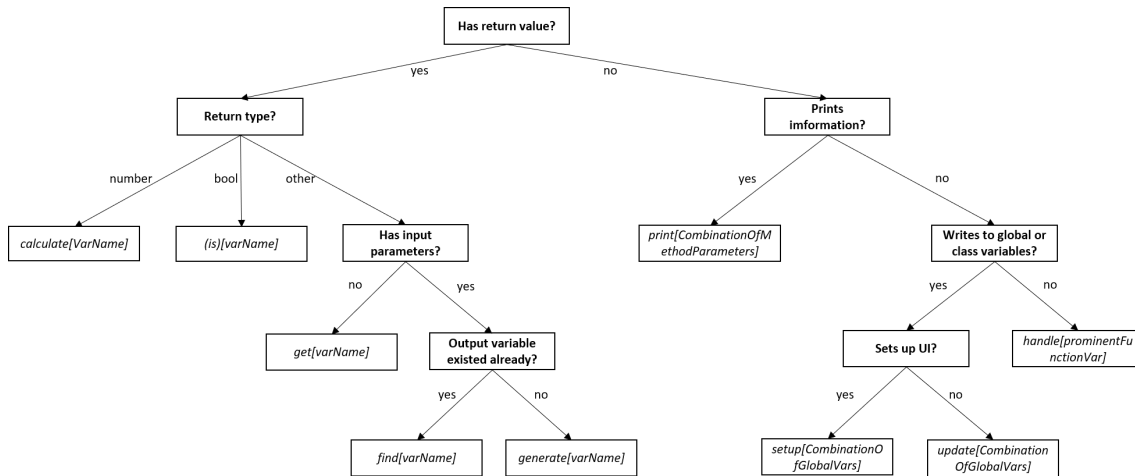 Has return value?
yes
no
Return type?
Prints
imformation?
number
bool
other
yes
no
calculate[VarName]
(is)[varName]
Has input
parameters?
print[CombinationOfM
ethodParameters]
Writes to global or
class variables?
no
yes
yes
no
get[varName]
Output variable
existed already?
Sets up UI?
handle[prominentFu
nctionVar]
yes
no
yes
no
find[varName]
generate[varName]
setup[CombinationO
fGlobalVars]
update[Combination
OfGlobalVars]